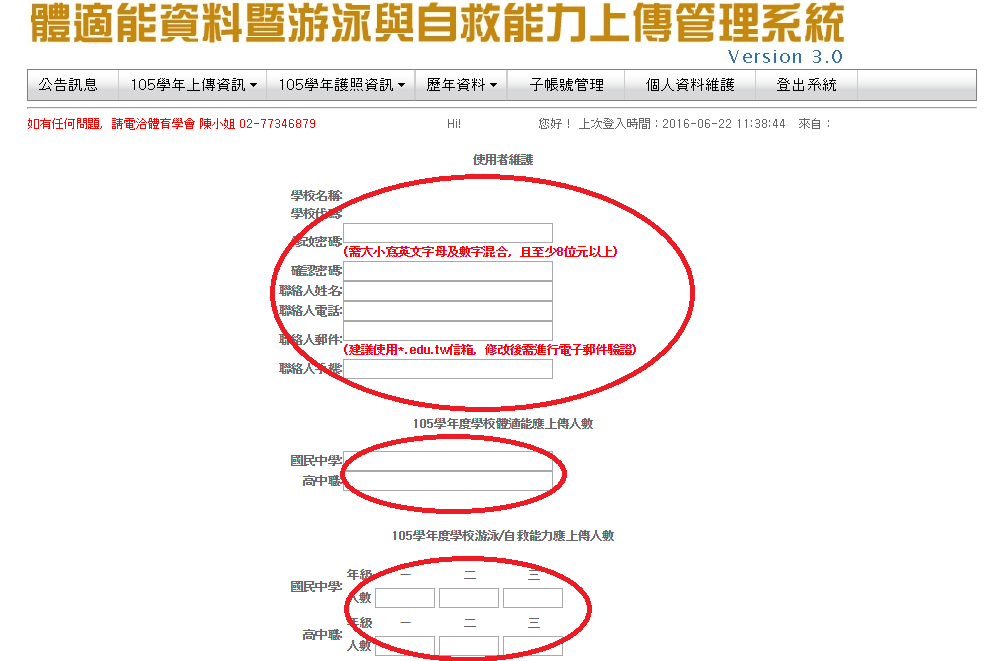 體適能資料暨游泳與自救能力上傳管理系統
Version 3.0
公告訊息 105學年上傳資訊 105學年護照資訊 歷年資料 子帳號管理 個人資料維護 登出系統
如有任何問題, 請電洽體育學會 陳小姐 02-77346879 Hi! 您好！ 上次登入時間：2016-06-22 11:38:44 來自：
使用者維護
學校名稱:
學校代碼:
修改密碼:
(需大小寫英文字母及數字混合, 且至少8位元以上)
確認密碼:
聯絡人姓名:
聯絡人電話:
聯絡人郵件:
(建議使用*.edu.tw信箱, 修改後需進行電子郵件驗證)
聯絡人手機:
105學年度學校體適能應上傳人數
國民中學:
高中職:
105學年度學校游泳/自救能力應上傳人數
國民中學:
年級 一 二 三
人數
高中職:
年級 一 二 三
人數